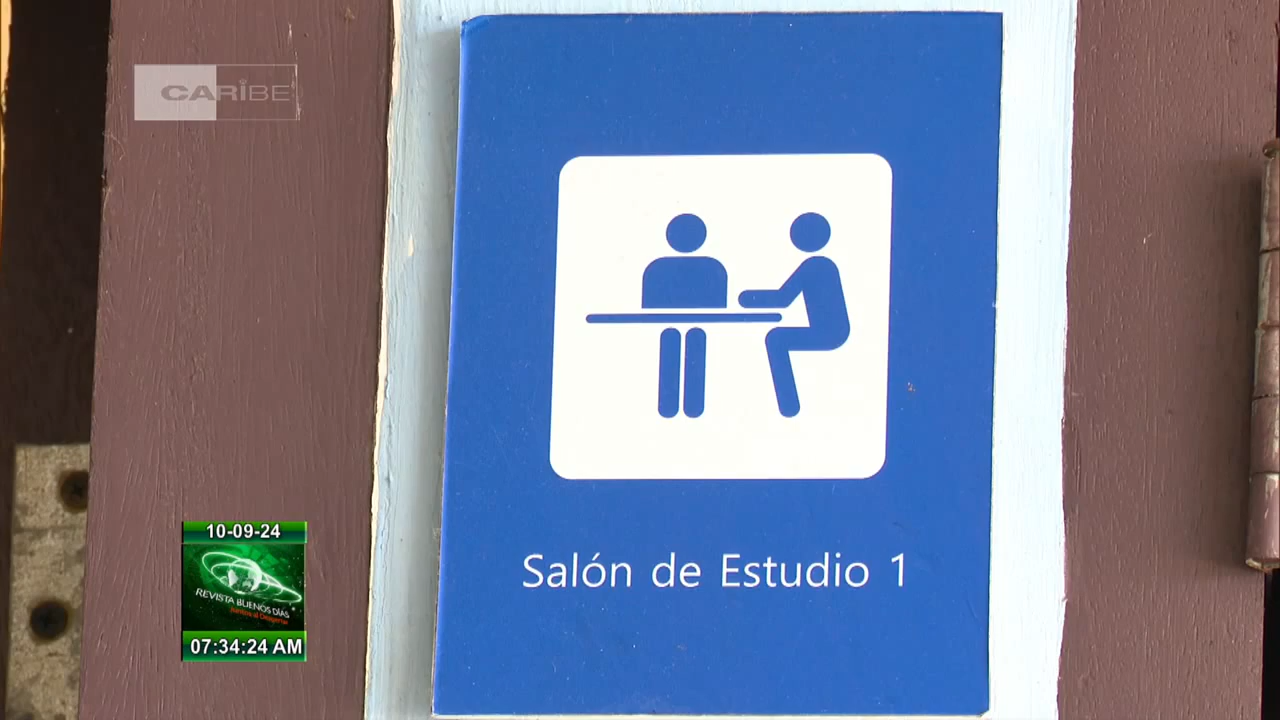 CARIBE
Salón de Estudio 1
10-09-24
REVISTA BUENOS DÍAS
07:34:24 AM